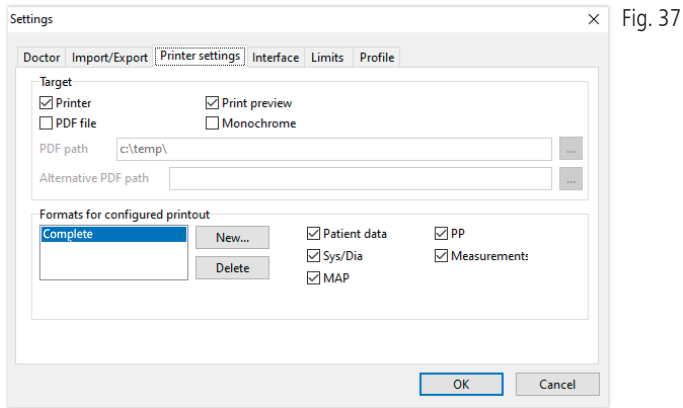 Settings
Fig. 37
Doctor Import/Export Printer settings Interface Limits Profile
Target
Printer Print preview
PDF file Monochrome
PDF path c:\temp\ ...
Alternative PDF path ...
Formats for configured printout
Complete New... Patient data PP
Delete Sys/Dia Measurements
MAP
OK Cancel